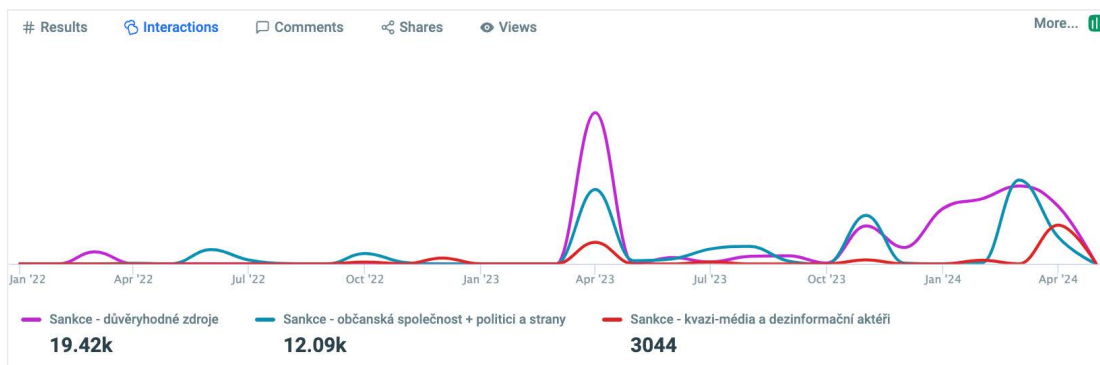 # Results Interactions Comments Shares Views More...
Jan '22 Apr '22 Jul '22 Oct '22 Jan '23 Apr '23 Jul '23 Oct '23 Jan '24 Apr '24
Sankce - důvěryhodné zdroje Sankce - občanská společnost + politici a strany Sankce - kvazi-média a dezinformační aktéři
19.42k 12.09k 3044